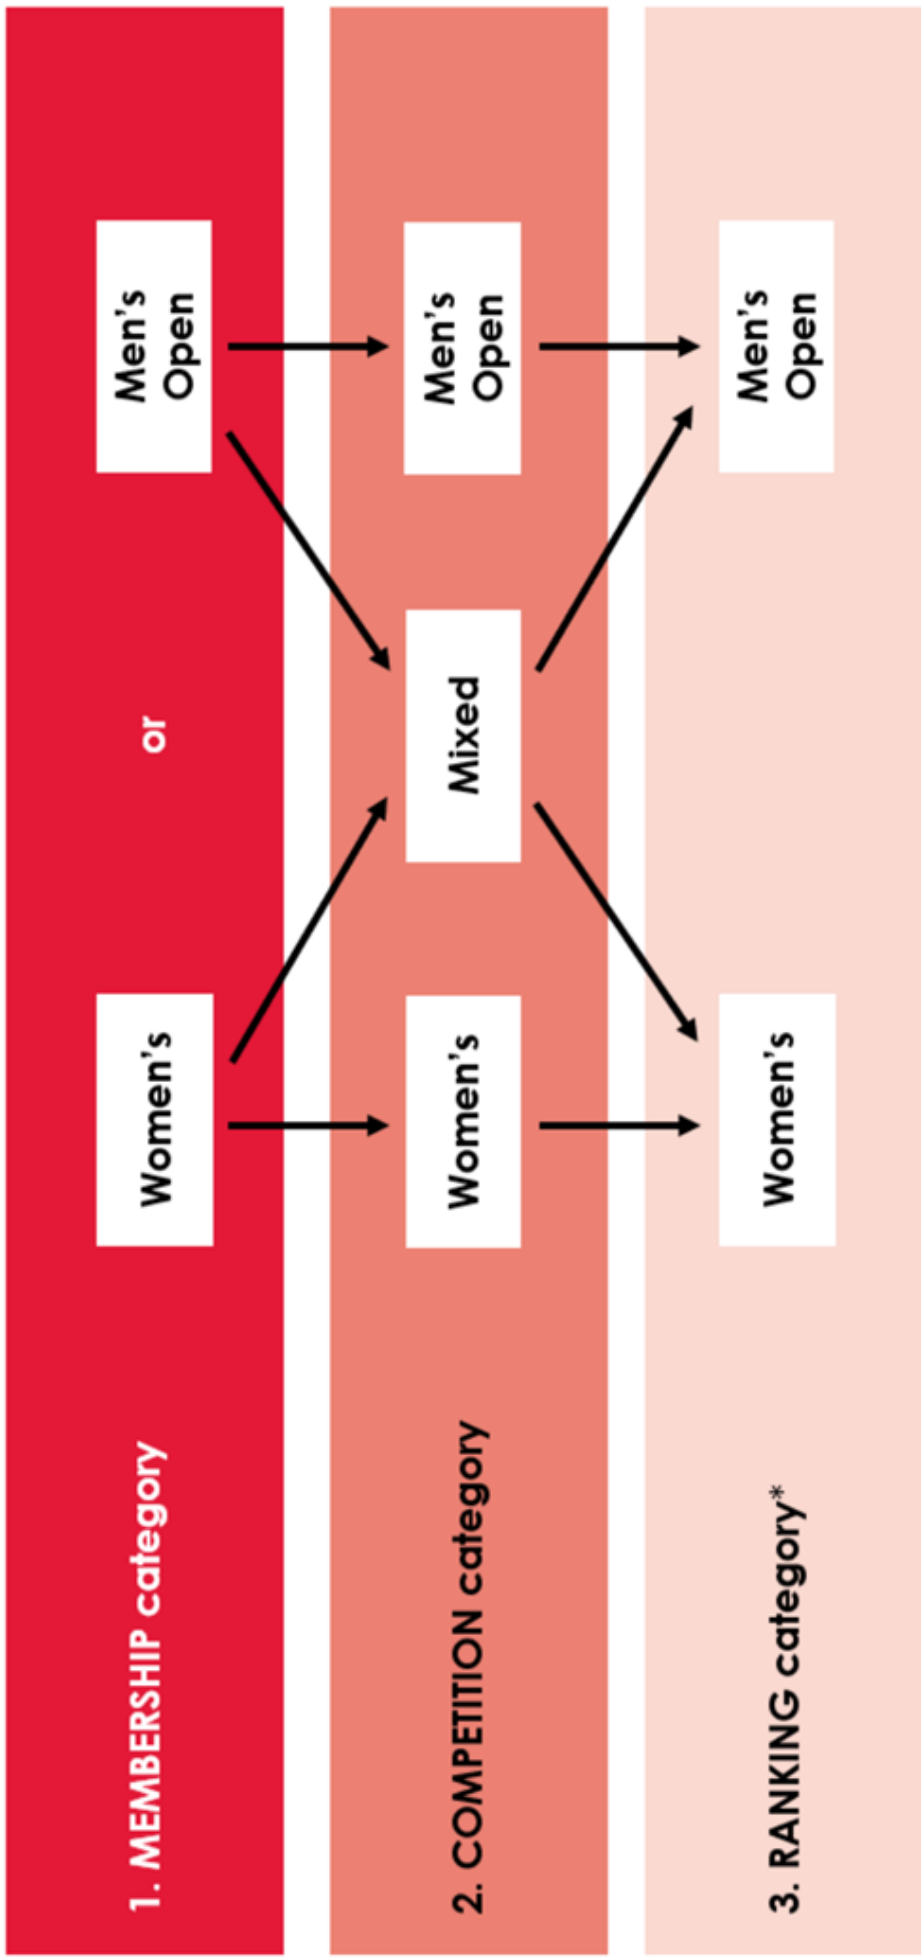 1. MEMBERSHIP category
Women's
or
Men's
Open
2. COMPETITION category
Women's
Mixed
Men's
Open
3. RANKING category*
Women's
Men's
Open